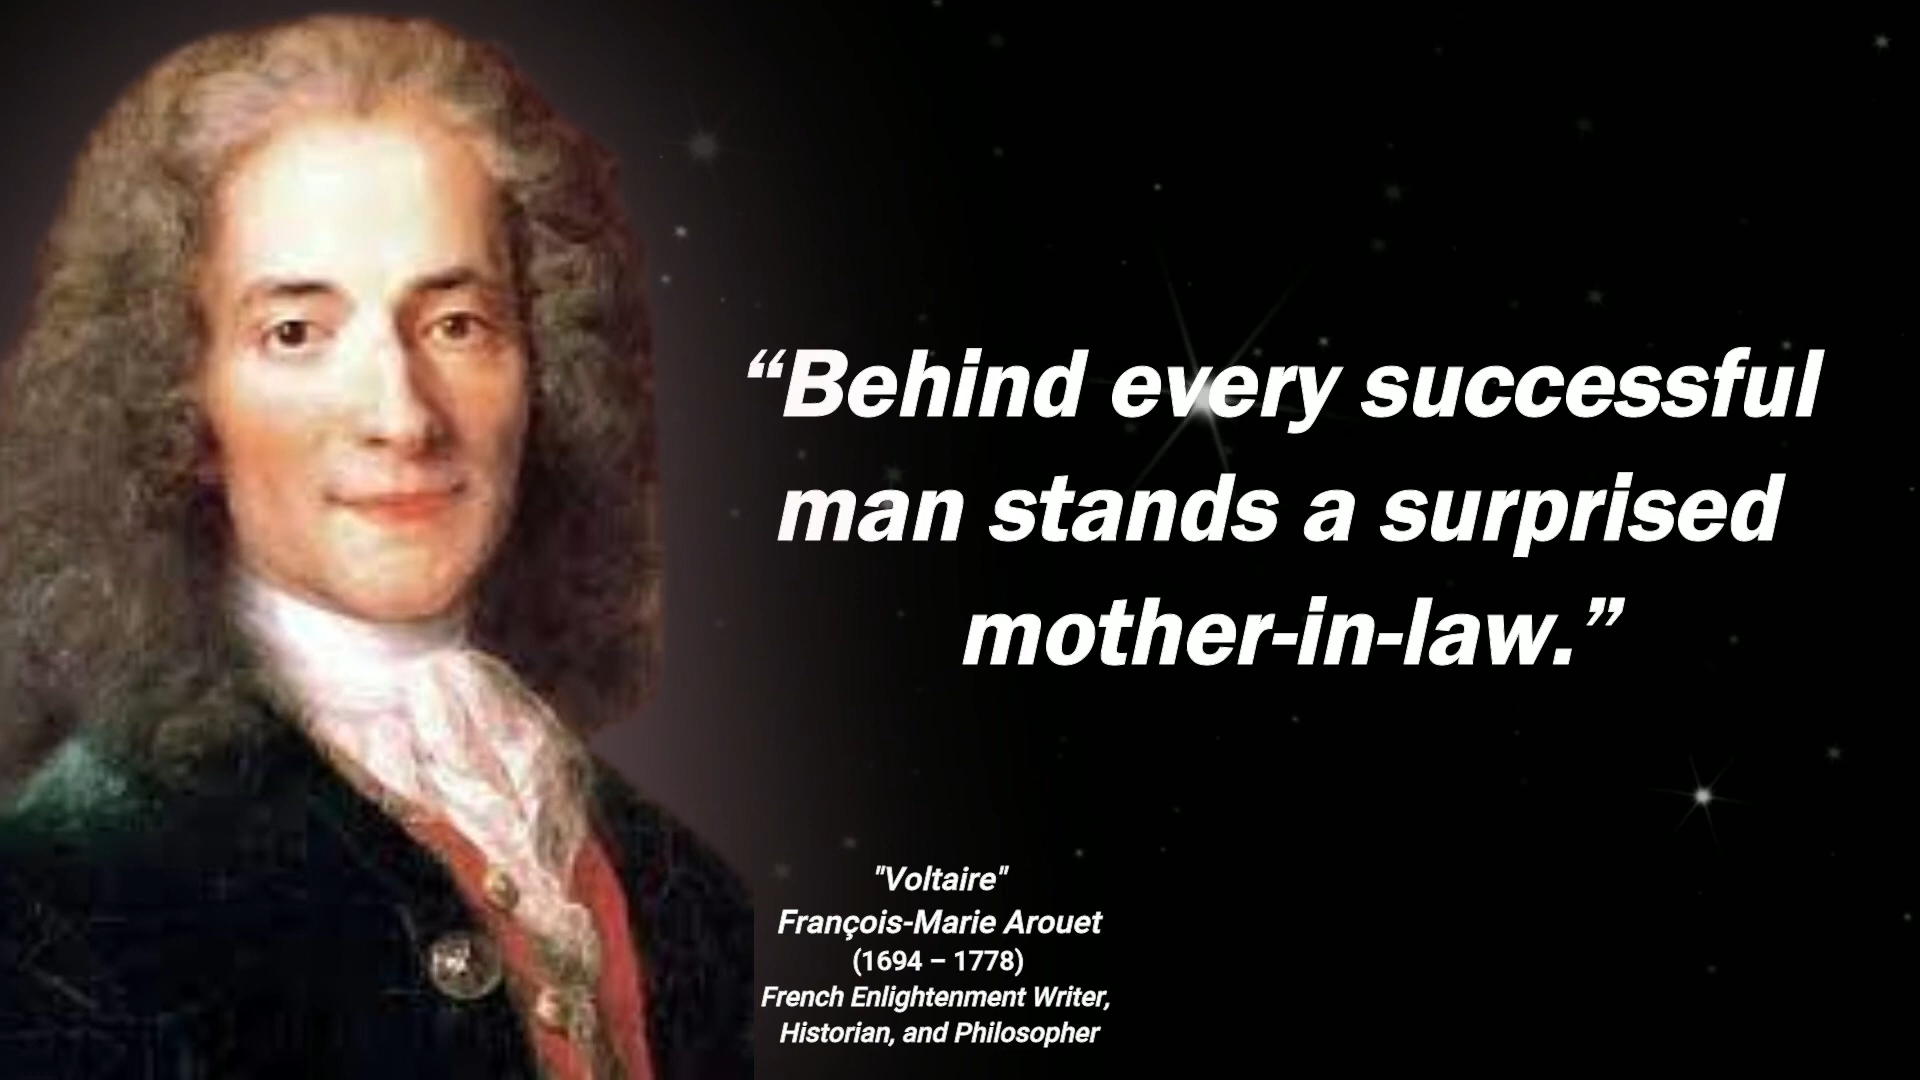 “Behind every successful
man stands a surprised
mother-in-law.”
"Voltaire"
François-Marie Arouet
(1694 – 1778)
French Enlightenment Writer,
Historian, and Philosopher